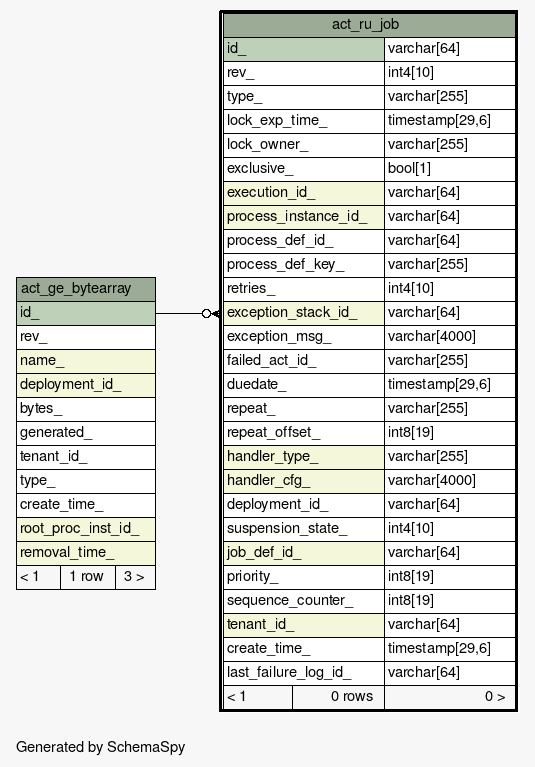 act_ru_job
id_ varchar[64]
rev_ int4[10]
type_ varchar[255]
lock_exp_time_ timestamp[29,6]
lock_owner_ varchar[255]
exclusive_ bool[1]
execution_id_ varchar[64]
process_instance_id_ varchar[64]
process_def_id_ varchar[64]
process_def_key_ varchar[255]
retries_ int4[10]
exception_stack_id_ varchar[64]
exception_msg_ varchar[4000]
failed_act_id_ varchar[255]
duedate_ timestamp[29,6]
repeat_ varchar[255]
repeat_offset_ int8[19]
handler_type_ varchar[255]
handler_cfg_ varchar[4000]
deployment_id_ varchar[64]
suspension_state_ int4[10]
job_def_id_ varchar[64]
priority_ int8[19]
sequence_counter_ int8[19]
tenant_id_ varchar[64]
create_time_ timestamp[29,6]
last_failure_log_id_ varchar[64]
< 1 0 rows 0 >
act_ge_bytearray
id_
rev_
name_
deployment_id_
bytes_
generated_
tenant_id_
type_
create_time_
root_proc_inst_id_
removal_time_
< 1 1 row 3 >
Generated by SchemaSpy